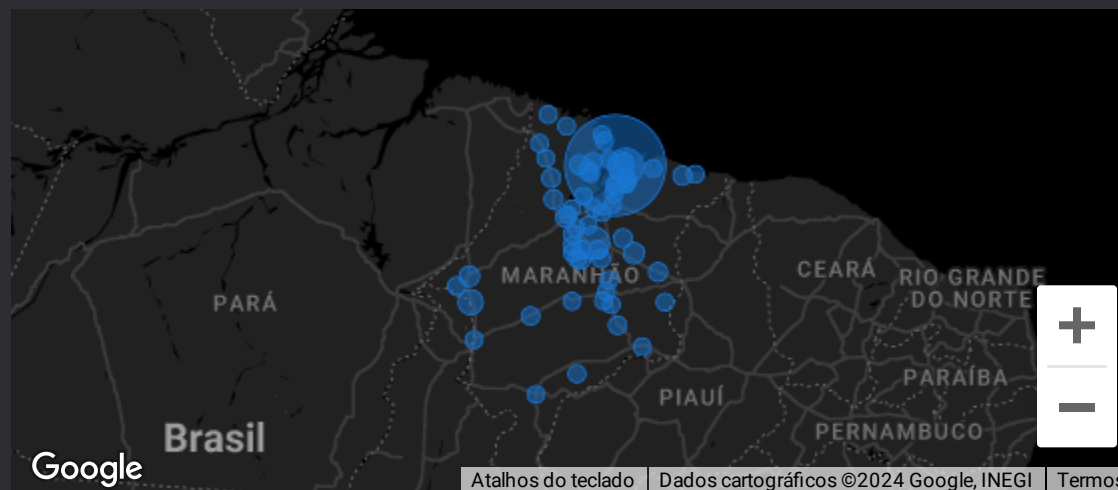 MARANHÃO
CEARÁ
RIO GRANDE
DO NORTE
PARÁ
PARAÍBA
PIAUÍ
PERNAMBUCO
Brasil
Google
Atalhos do teclado
Dados cartográficos ©2024 Google, INEGI
Termos